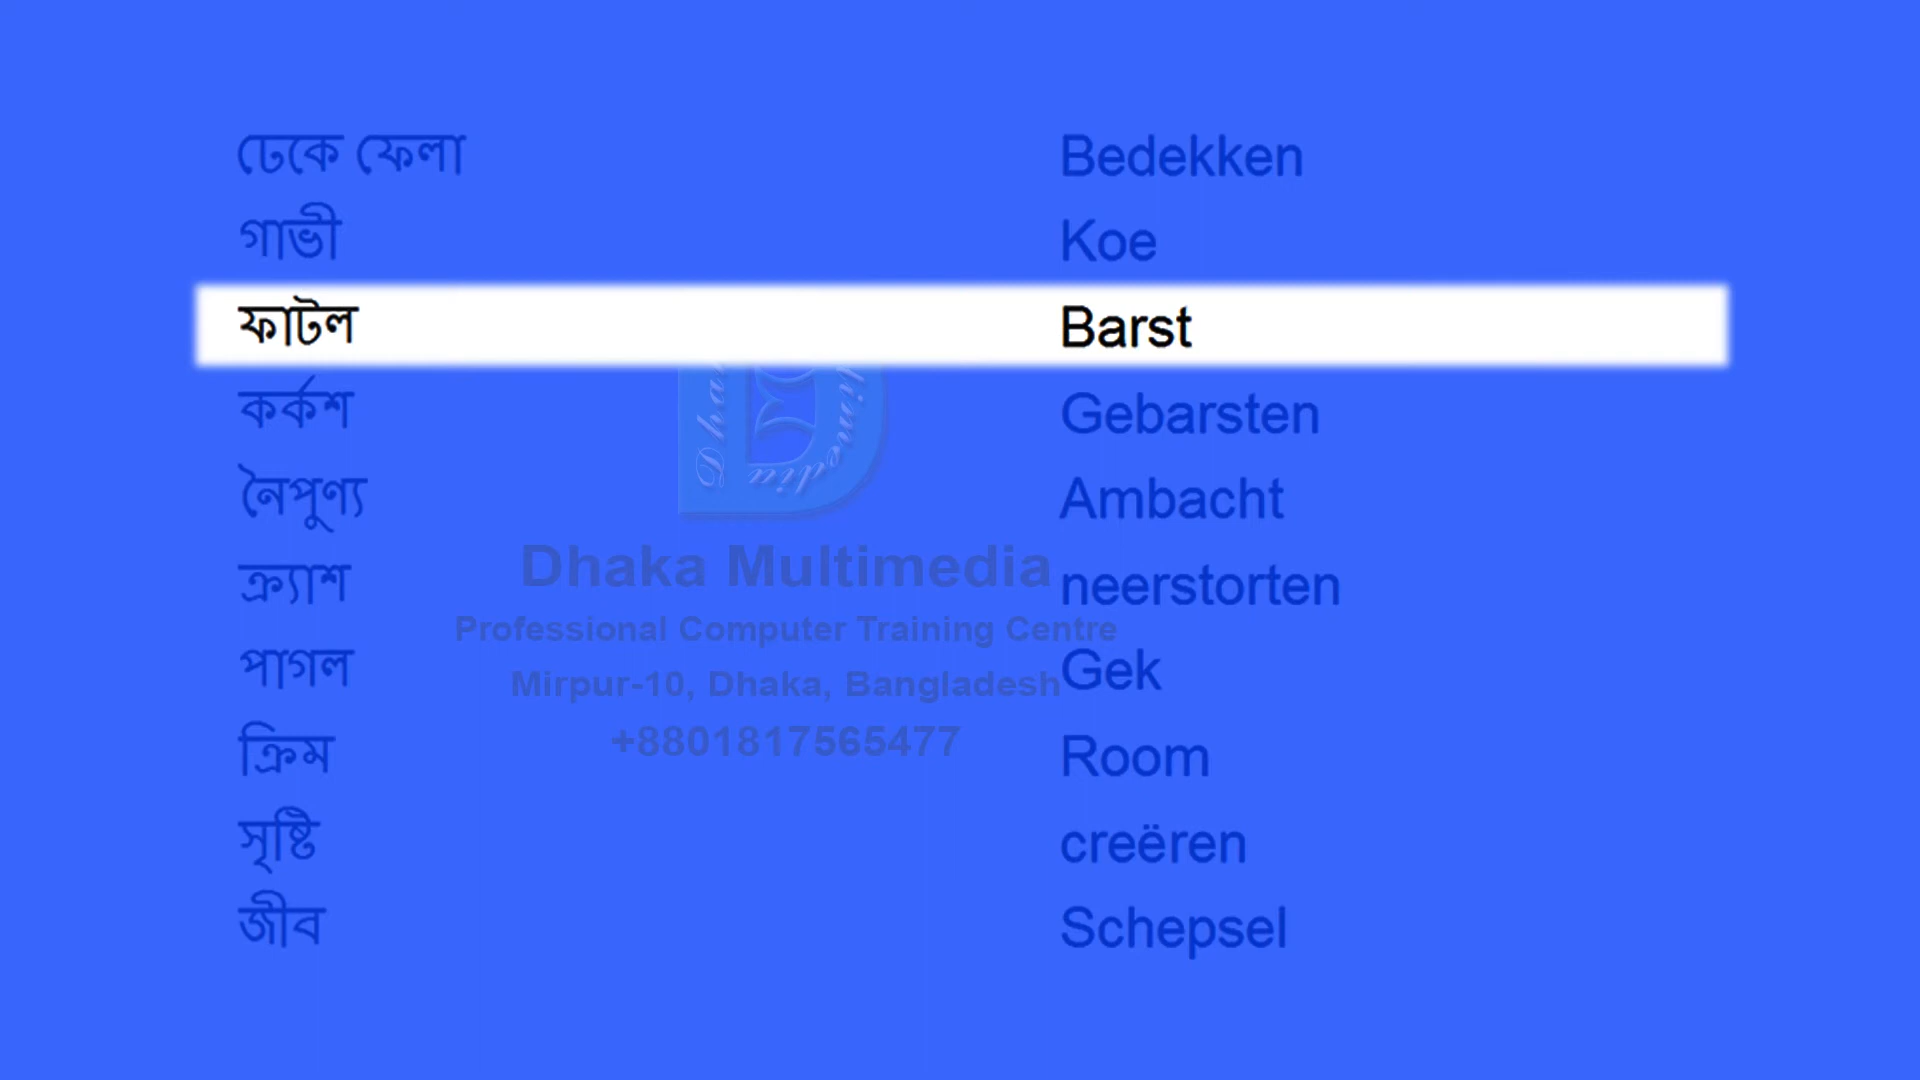 ঢেকে ফেলা Bedekken
গাভী Koe
ফাটল Barst
কর্কশ Gebarsten
নৈপুণ্য Ambacht
ক্র্যাশ neerstorten
পাগল Gek
ক্রিম Room
সৃষ্টি creëren
জীব Schepsel
Dhaka Multimedia
Professional Computer Training Centre
Mirpur-10, Dhaka, Bangladesh
+8801817565477